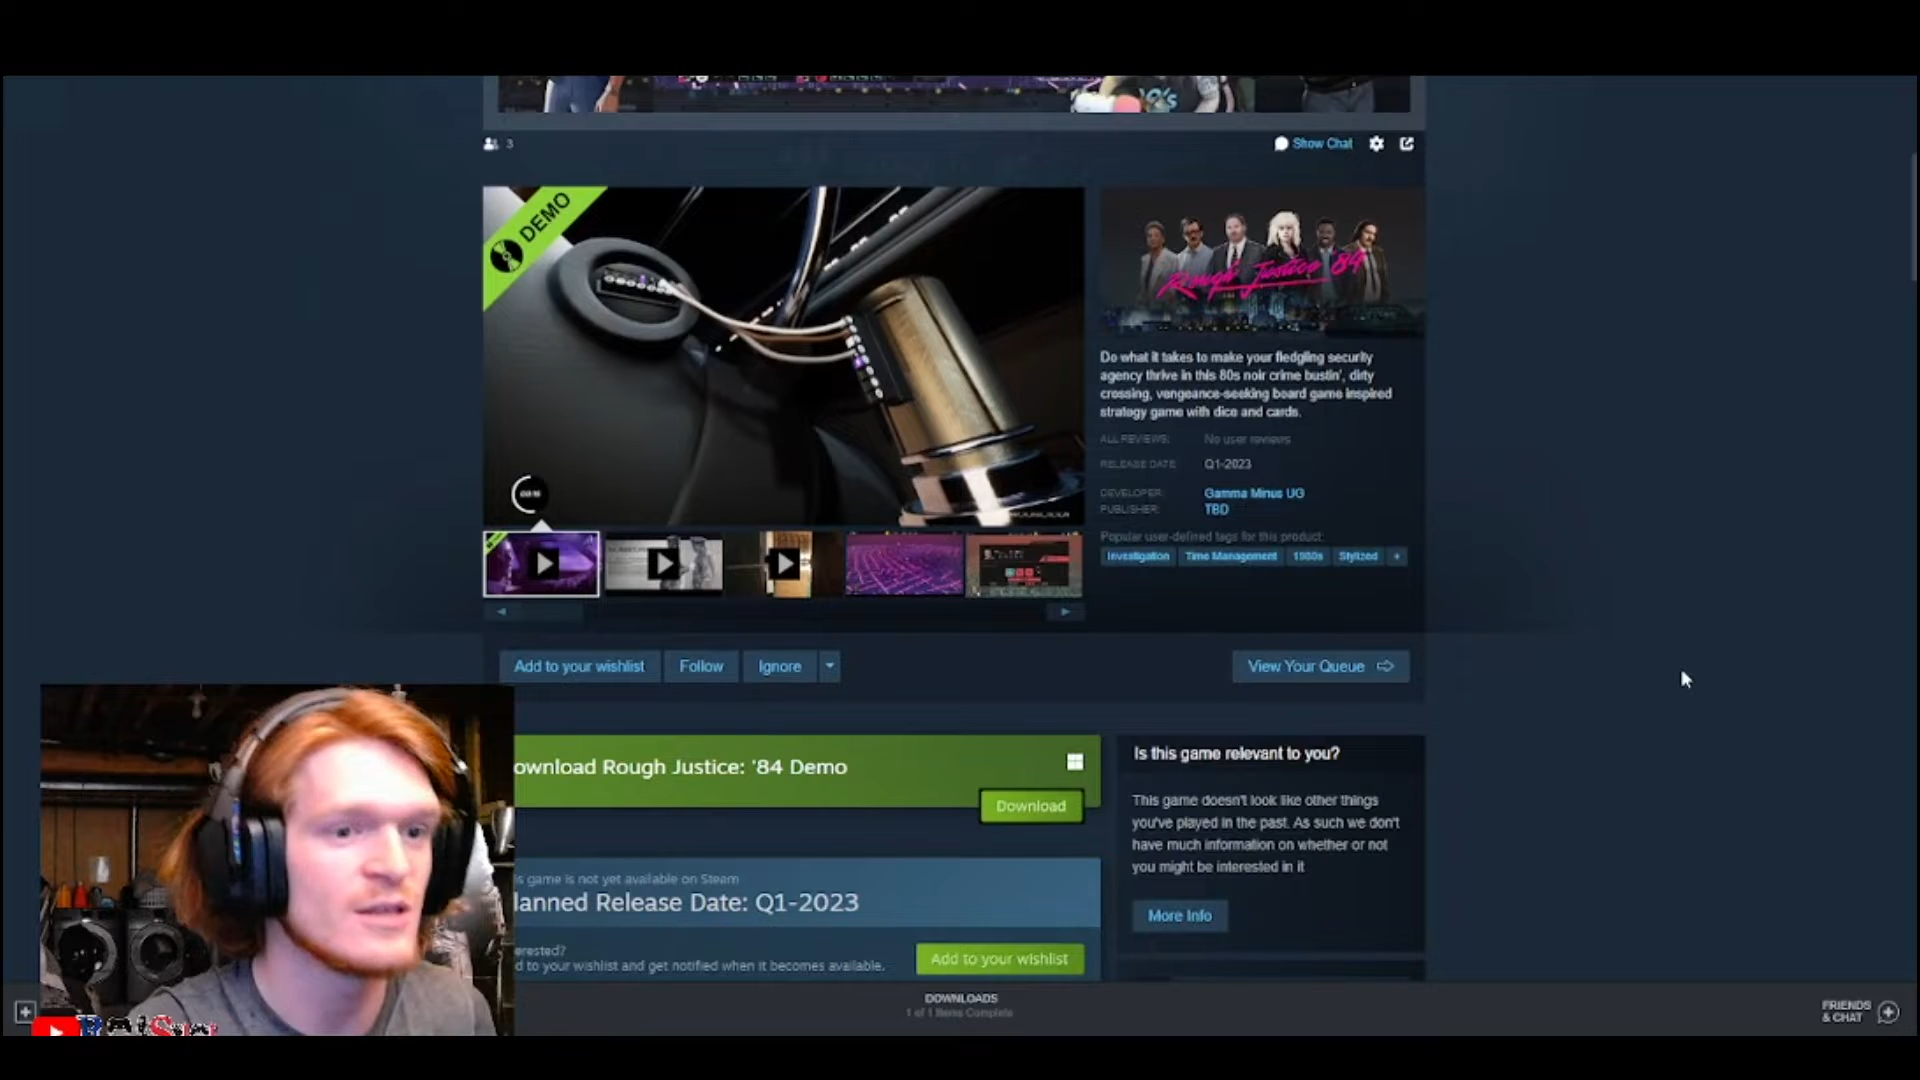 3
Show Chat
DEMO
Rough Justice '84
Do what it takes to make your fledgling security
agency thrive in this 80s noir crime bustin', dirty
crossing, vengeance-seeking board game inspired
strategy game with dice and cards.
ALL REVIEWS: No user reviews
RELEASE DATE: Q1-2023
DEVELOPER: Gamma Minus UG
PUBLISHER: TBD
Popular user-defined tags for this product:
Investigation Time Management 1980s Stylized +
Add to your wishlist Follow Ignore
View Your Queue
ownload Rough Justice: '84 Demo
Download
Is this game relevant to you?
This game doesn't look like other things
you've played in the past. As such we don't
have much information on whether or not
you might be interested in it
More Info
s game is not yet available on Steam
lanned Release Date: Q1-2023
erested?
d to your wishlist and get notified when it becomes available.
Add to your wishlist
DOWNLOADS
1 of 1 Items Complete
FRIENDS
& CHAT